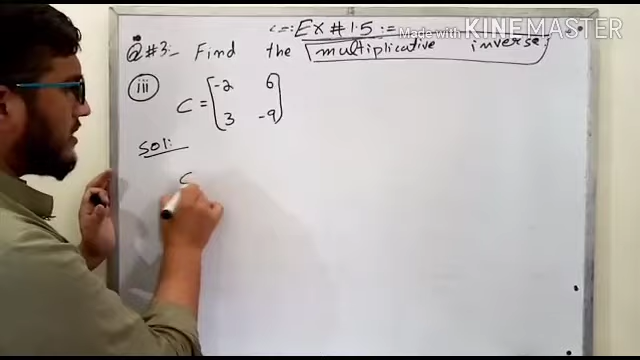 Ex # 1.5 :=
Made with KINEMASTER
Q#3:- Find the multiplicative inverse:
iii C = [-2 6
3 -9]
Sol:
C